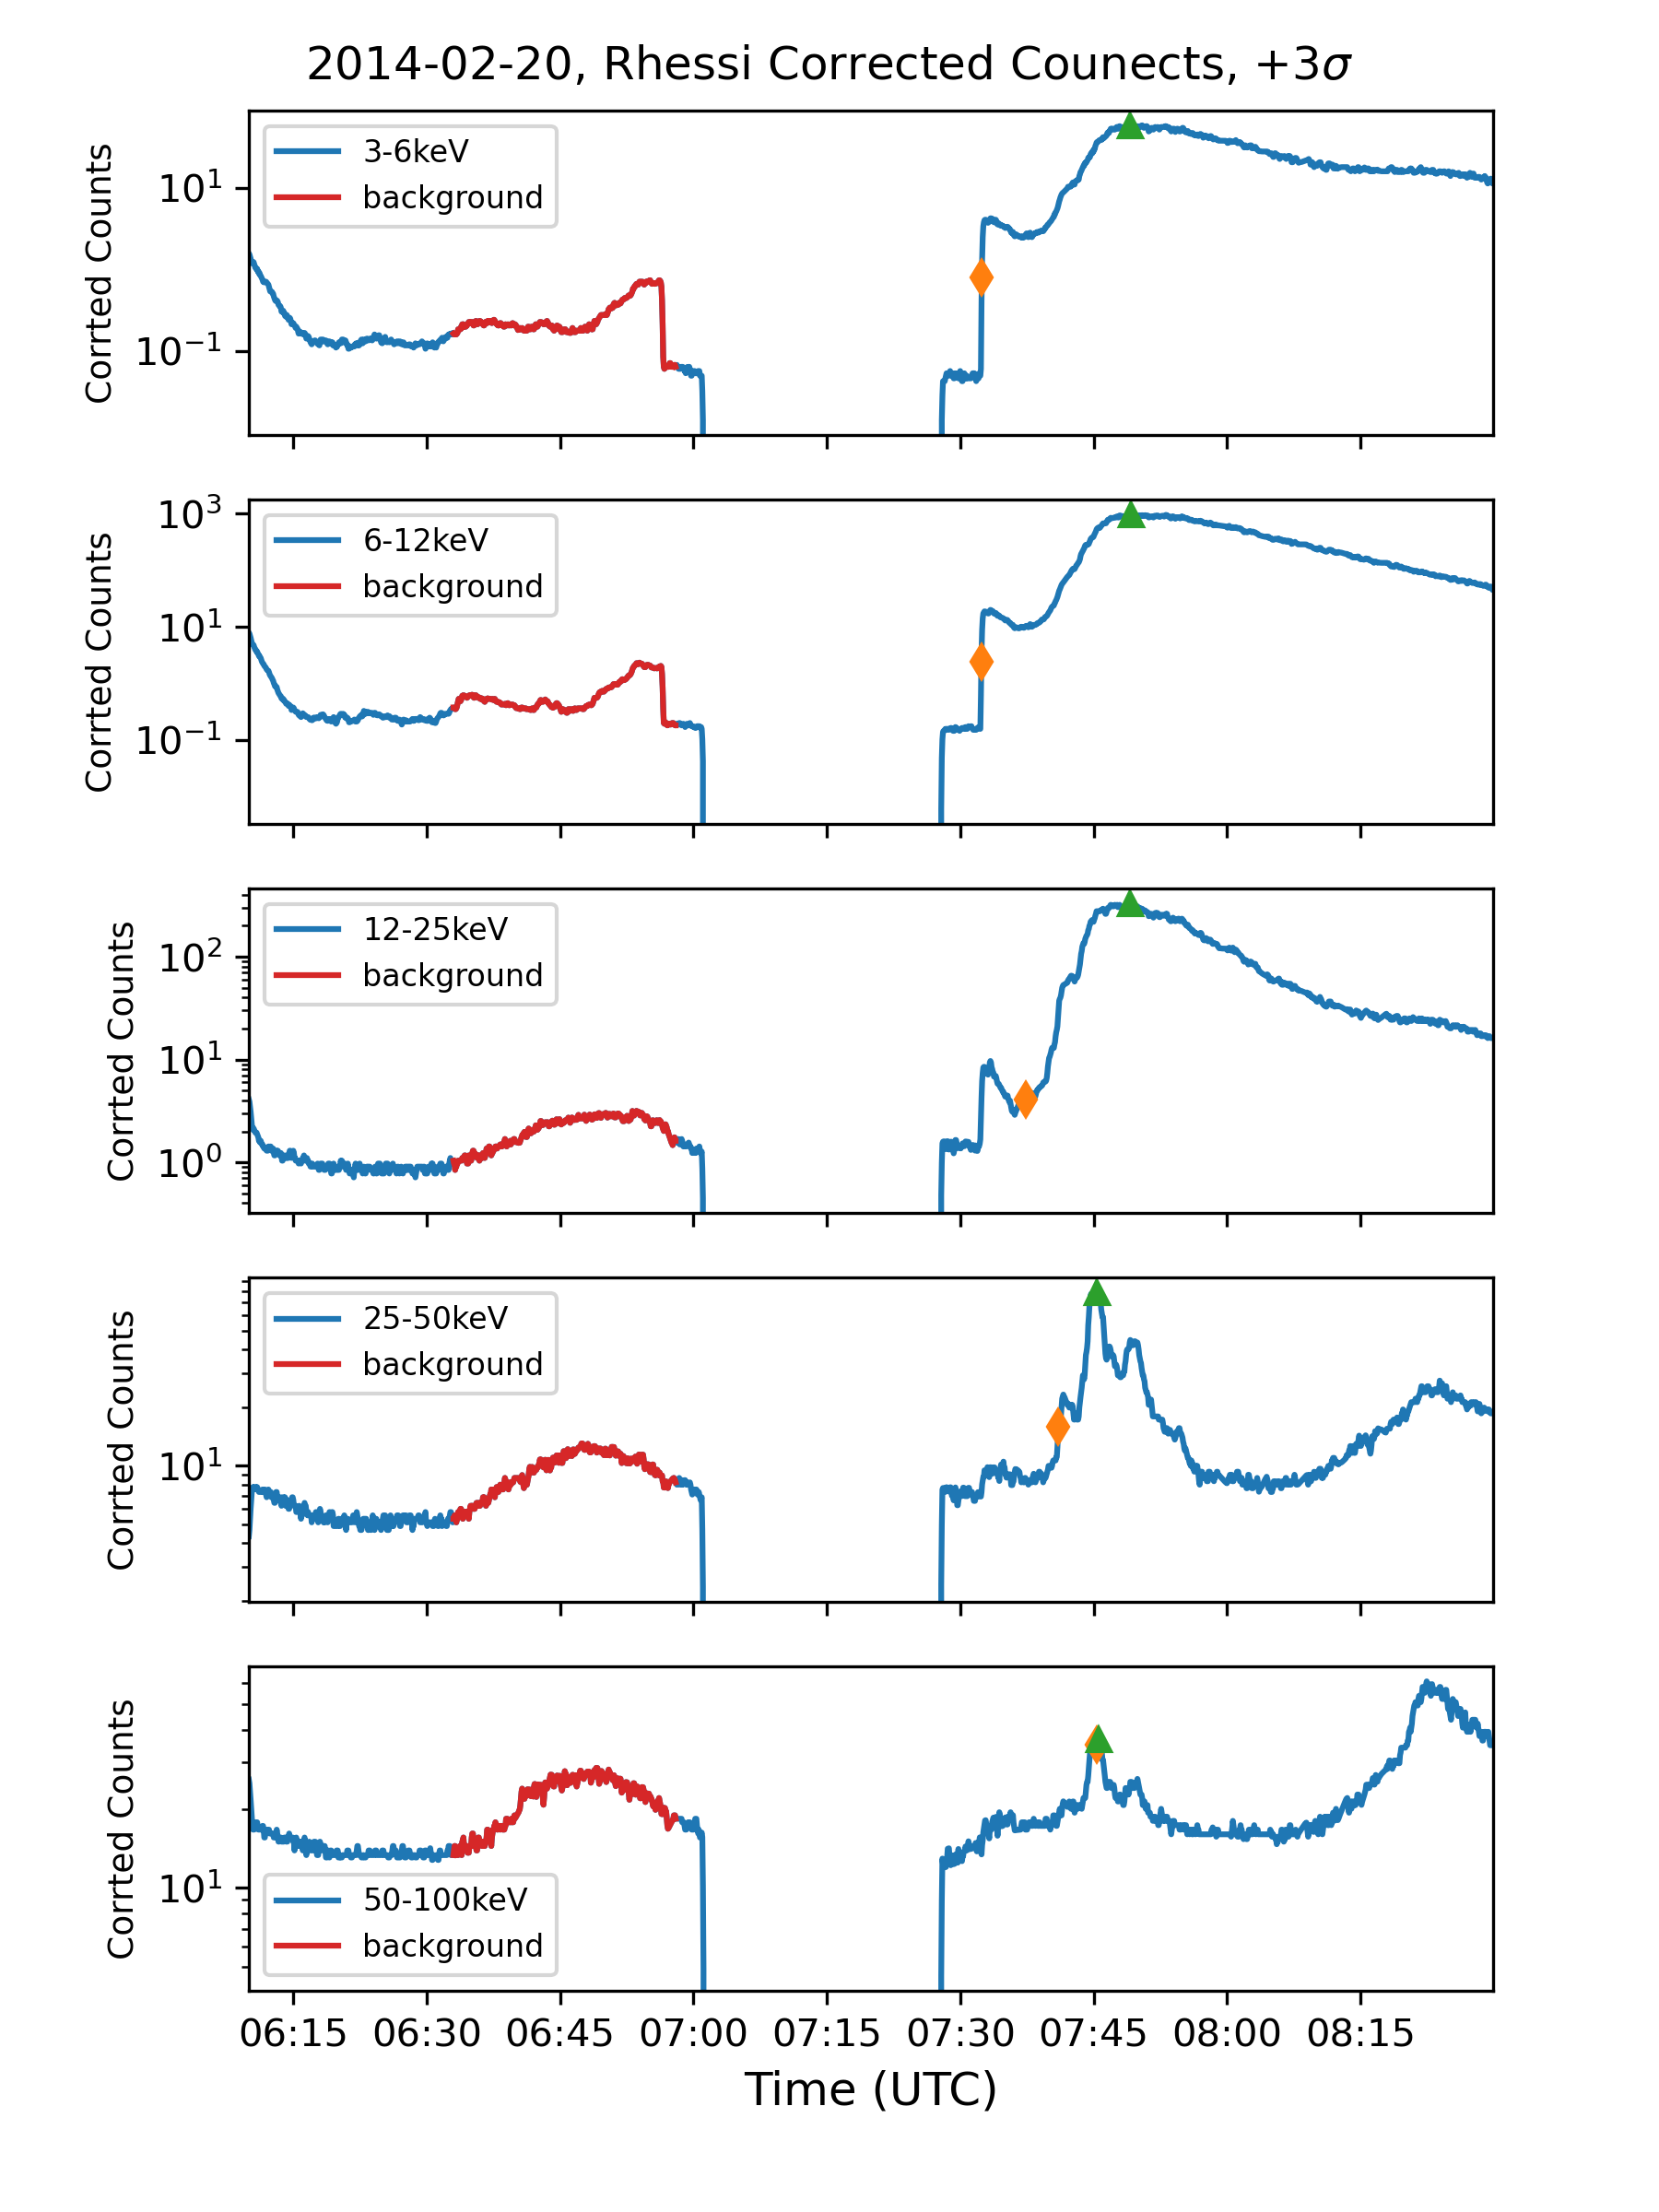 2014-02-20, Rhessi Corrected Counects, +3σ
Corrted Counts
10¹
10⁻¹
3-6keV
background
Corrted Counts
10³
10¹
10⁻¹
6-12keV
background
Corrted Counts
10²
10¹
10⁰
12-25keV
background
Corrted Counts
10¹
25-50keV
background
Corrted Counts
10¹
50-100keV
background
06:15 06:30 06:45 07:00 07:15 07:30 07:45 08:00 08:15
Time (UTC)